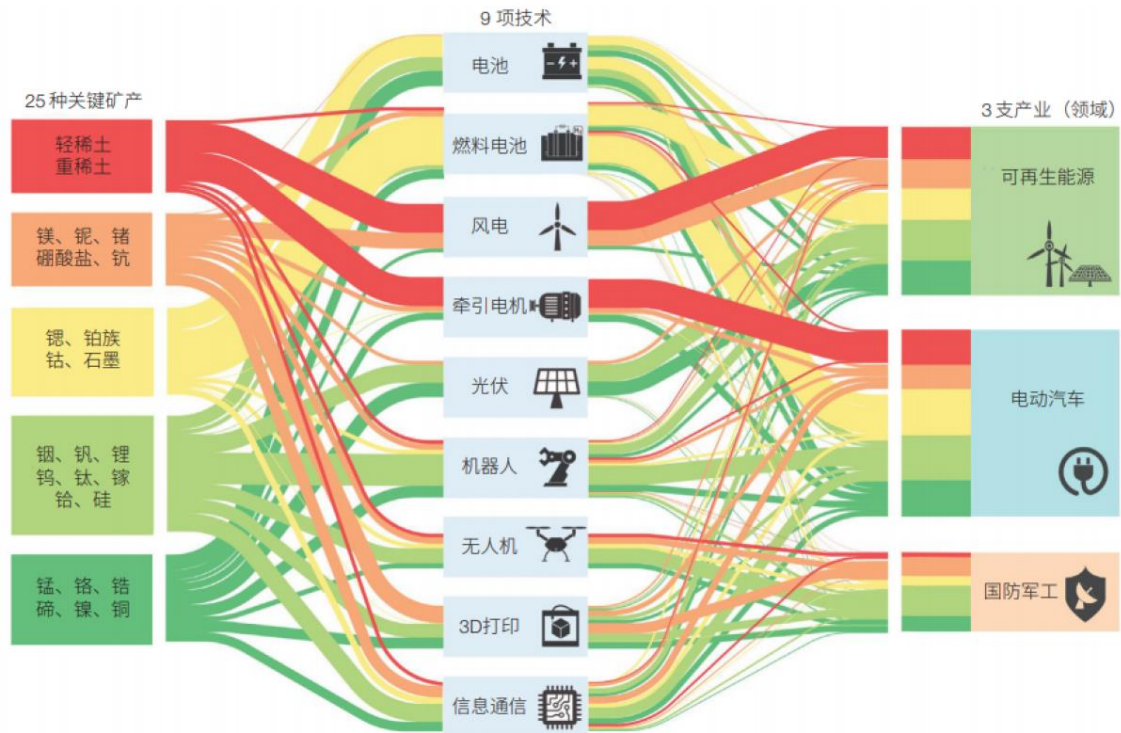 9 项技术
25 种关键矿产
3 支产业（领域）
轻稀土
重稀土
镁、铌、锗
硼酸盐、钪
锶、铂族
钴、石墨
铟、钒、锂
钨、钛、镓
铪、硅
锰、铬、锆
碲、镍、铜
电池
燃料电池
H₂
风电
牵引电机
光伏
机器人
无人机
3D打印
信息通信
可再生能源
电动汽车
国防军工